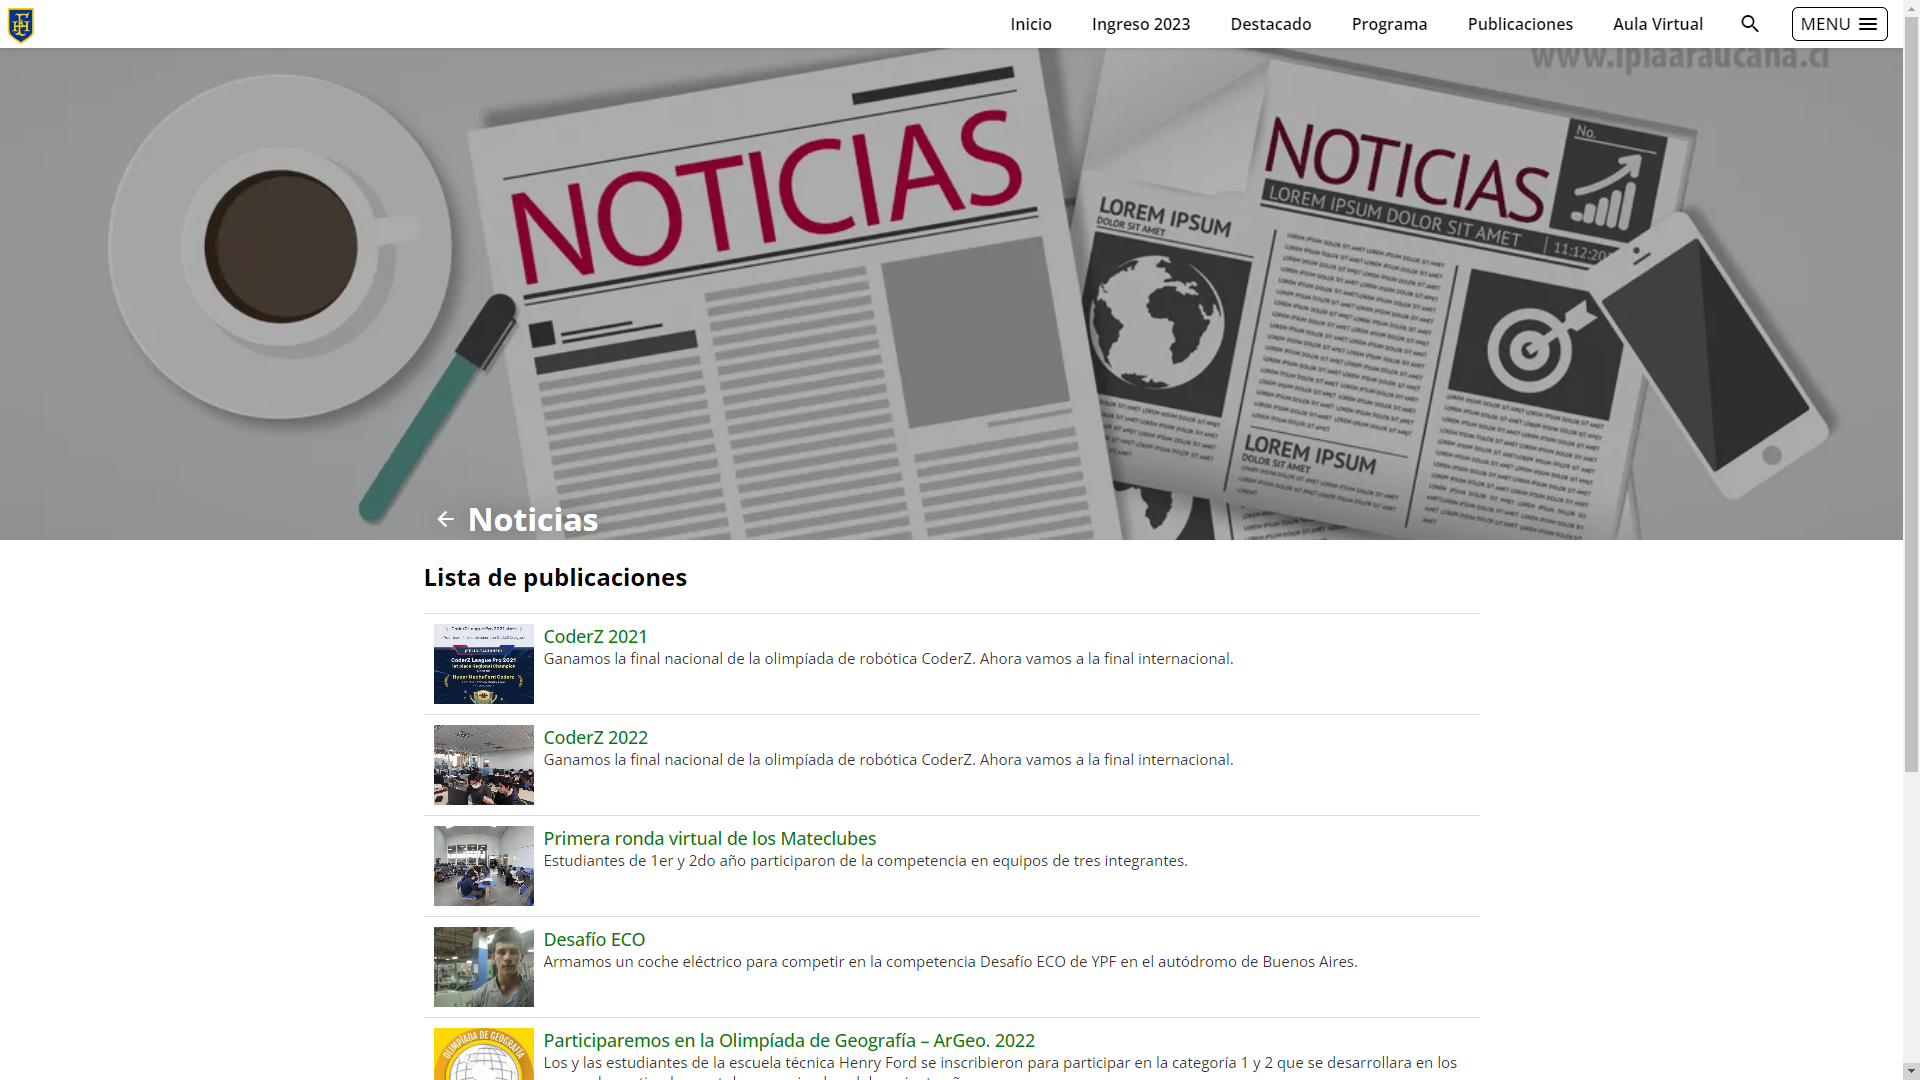 Inicio
Ingreso 2023
Destacado
Programa
Publicaciones
Aula Virtual
MENU
www.iplaaraucana.cl
NOTICIAS
NOTICIAS
No.
LOREM IPSUM DOLOR SIT AMET
LOREM IPSUM
DOLOR SIT AMET
LOREM IPSUM
DOLOR SIT AMET
Noticias
Lista de publicaciones
CoderZ 2021
Ganamos la final nacional de la olimpíada de robótica CoderZ. Ahora vamos a la final internacional.
CoderZ 2022
Ganamos la final nacional de la olimpíada de robótica CoderZ. Ahora vamos a la final internacional.
Primera ronda virtual de los Mateclubes
Estudiantes de 1er y 2do año participaron de la competencia en equipos de tres integrantes.
Desafío ECO
Armamos un coche eléctrico para competir en la competencia Desafío ECO de YPF en el autódromo de Buenos Aires.
OLIMPÍADA DE GEOGRAFÍA
Participaremos en la Olimpíada de Geografía – ArGeo. 2022
Los y las estudiantes de la escuela técnica Henry Ford se inscribieron para participar en la categoría 1 y 2 que se desarrollara en los